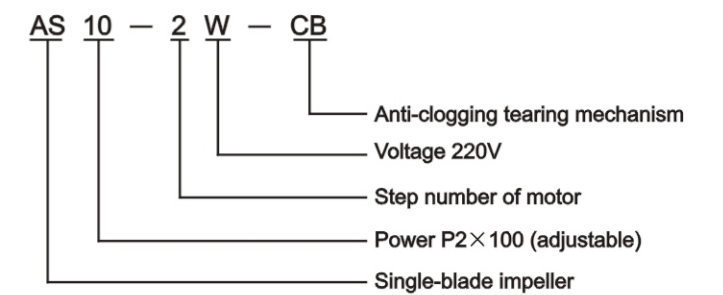 AS 10 — 2 W — CB
Anti-clogging tearing mechanism
Voltage 220V
Step number of motor
Power P2×100 (adjustable)
Single-blade impeller